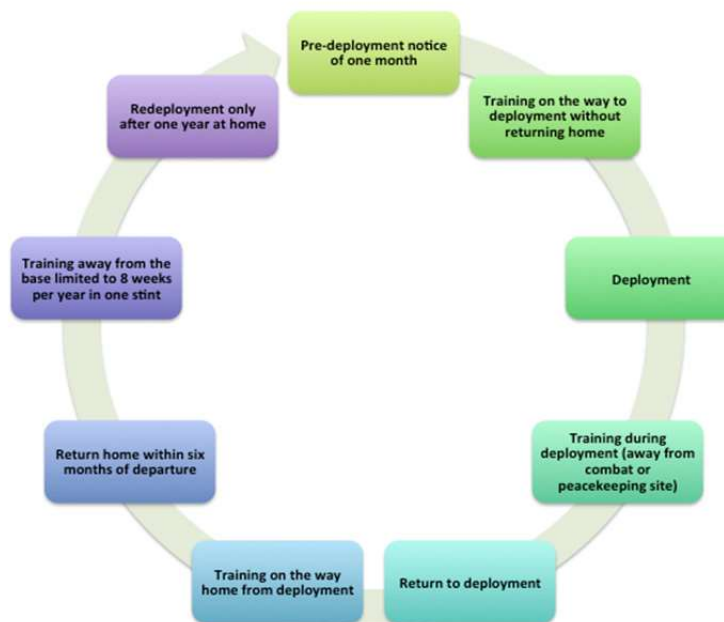 Pre-deployment notice
of one month
Training on the way to
deployment without
returning home
Deployment
Training during
deployment (away from
combat or
peacekeeping site)
Return to deployment
Training on the way
home from deployment
Return home within six
months of departure
Training away from the
base limited to 8 weeks
per year in one stint
Redeployment only
after one year at home